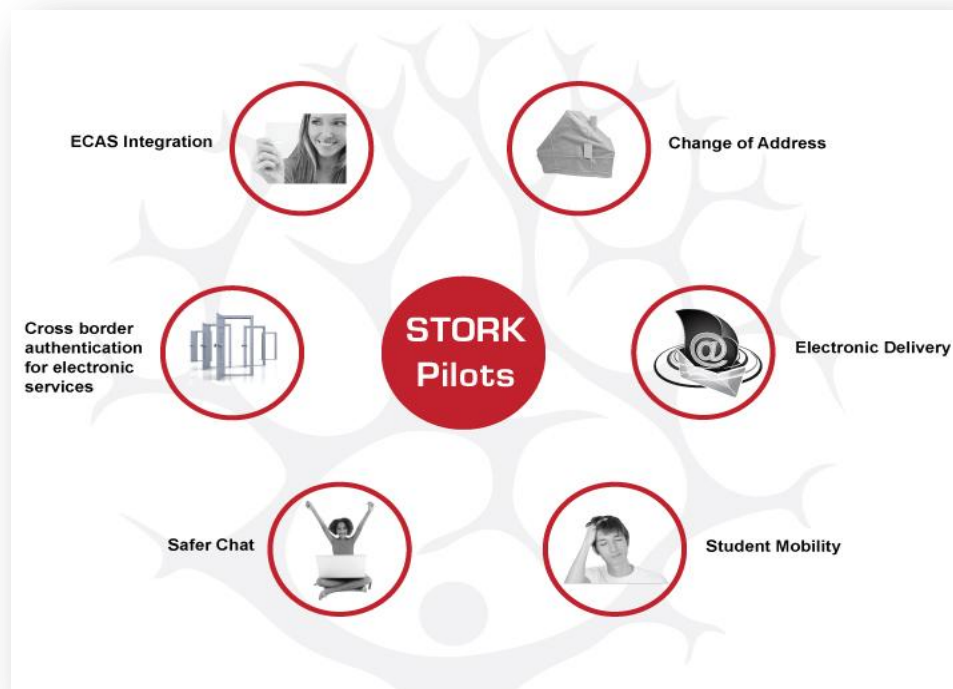 ECAS Integration
Change of Address
STORK
Pilots
Cross border
authentication
for electronic
services
@
Electronic Delivery
Safer Chat
Student Mobility